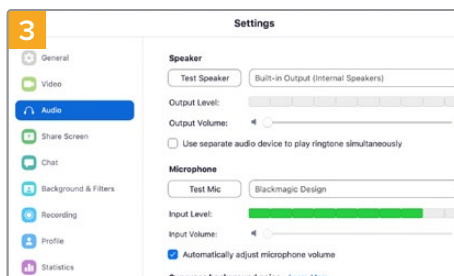 3
Settings
General
Video
Audio
Share Screen
Chat
Background & Filters
Recording
Profile
Statistics
Speaker
Test Speaker Built-in Output (Internal Speakers)
Output Level:
Output Volume:
Use separate audio device to play ringtone simultaneously
Microphone
Test Mic Blackmagic Design
Input Level:
Input Volume:
Automatically adjust microphone volume